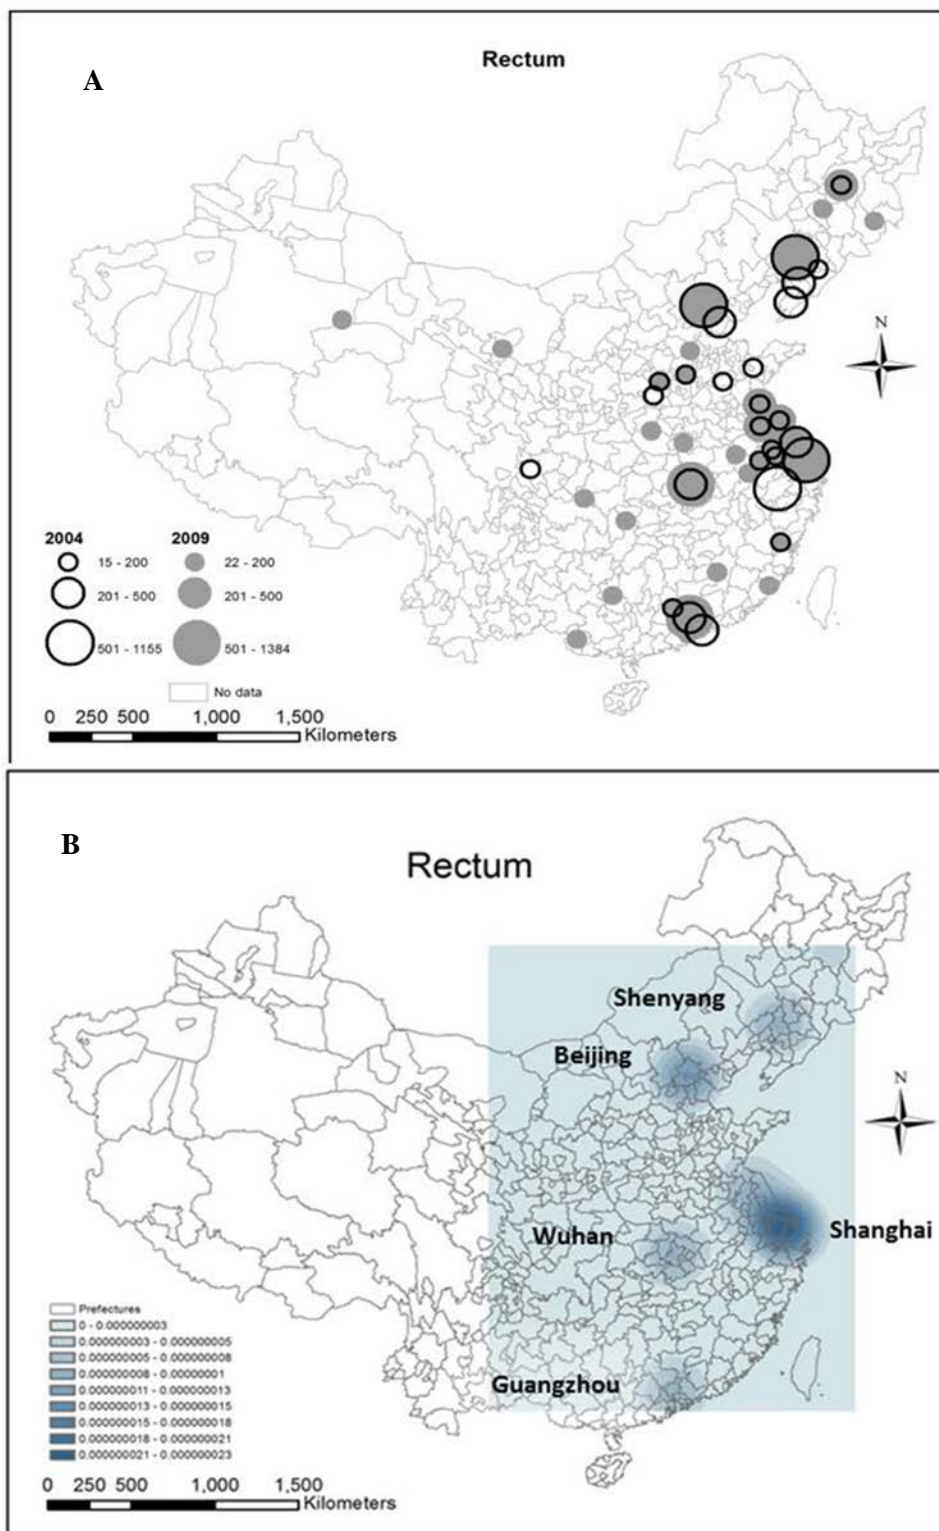 A
Rectum
N
2004 2009
15 - 200 22 - 200
201 - 500 201 - 500
501 - 1155 501 - 1384
No data
0 250 500 1,000 1,500
Kilometers
B
Rectum
Shenyang
Beijing
N
Wuhan
Shanghai
Guangzhou
Prefectures
0 - 0.000000003
0.000000003 - 0.000000005
0.000000005 - 0.000000008
0.000000008 - 0.00000001
0.000000011 - 0.000000013
0.000000013 - 0.000000015
0.000000015 - 0.000000018
0.000000018 - 0.000000021
0.000000021 - 0.000000023
0 250 500 1,000 1,500
Kilometers